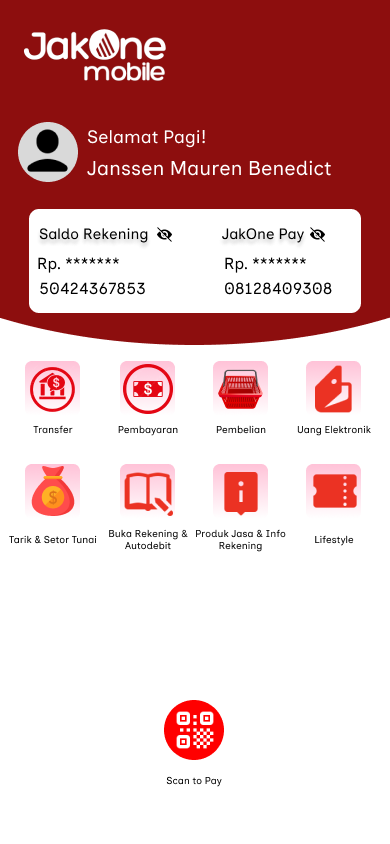 JakOne
mobile
Selamat Pagi!
Janssen Mauren Benedict
Saldo Rekening
JakOne Pay
Rp. *******
Rp. *******
50424367853
08128409308
Transfer
Pembayaran
Pembelian
Uang Elektronik
Tarik & Setor Tunai
Buka Rekening &
Autodebit
Produk Jasa & Info
Rekening
Lifestyle
Scan to Pay